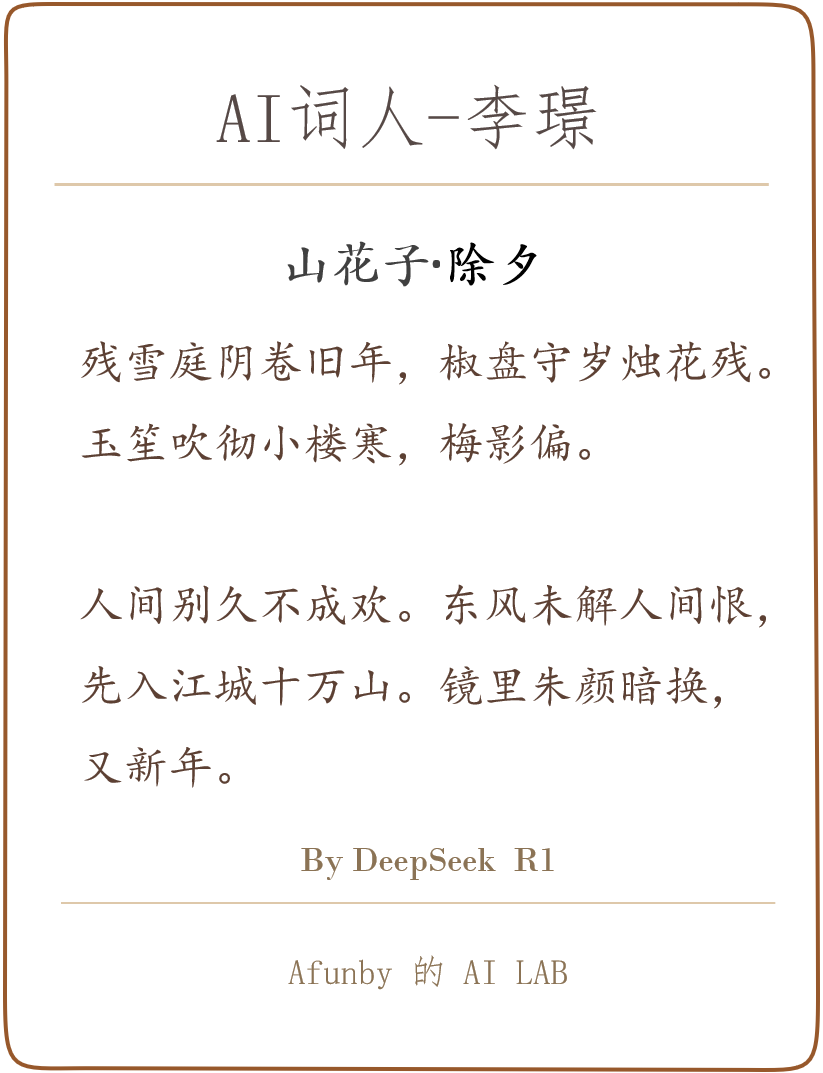 AI词人-李璟
山花子·除夕
残雪庭阴卷旧年，椒盘守岁烛花残。
玉笙吹彻小楼寒，梅影偏。
人间别久不成欢。东风未解人间恨，
先入江城十万山。镜里朱颜暗换，
又新年。
By DeepSeek R1
Afunby 的 AI LAB